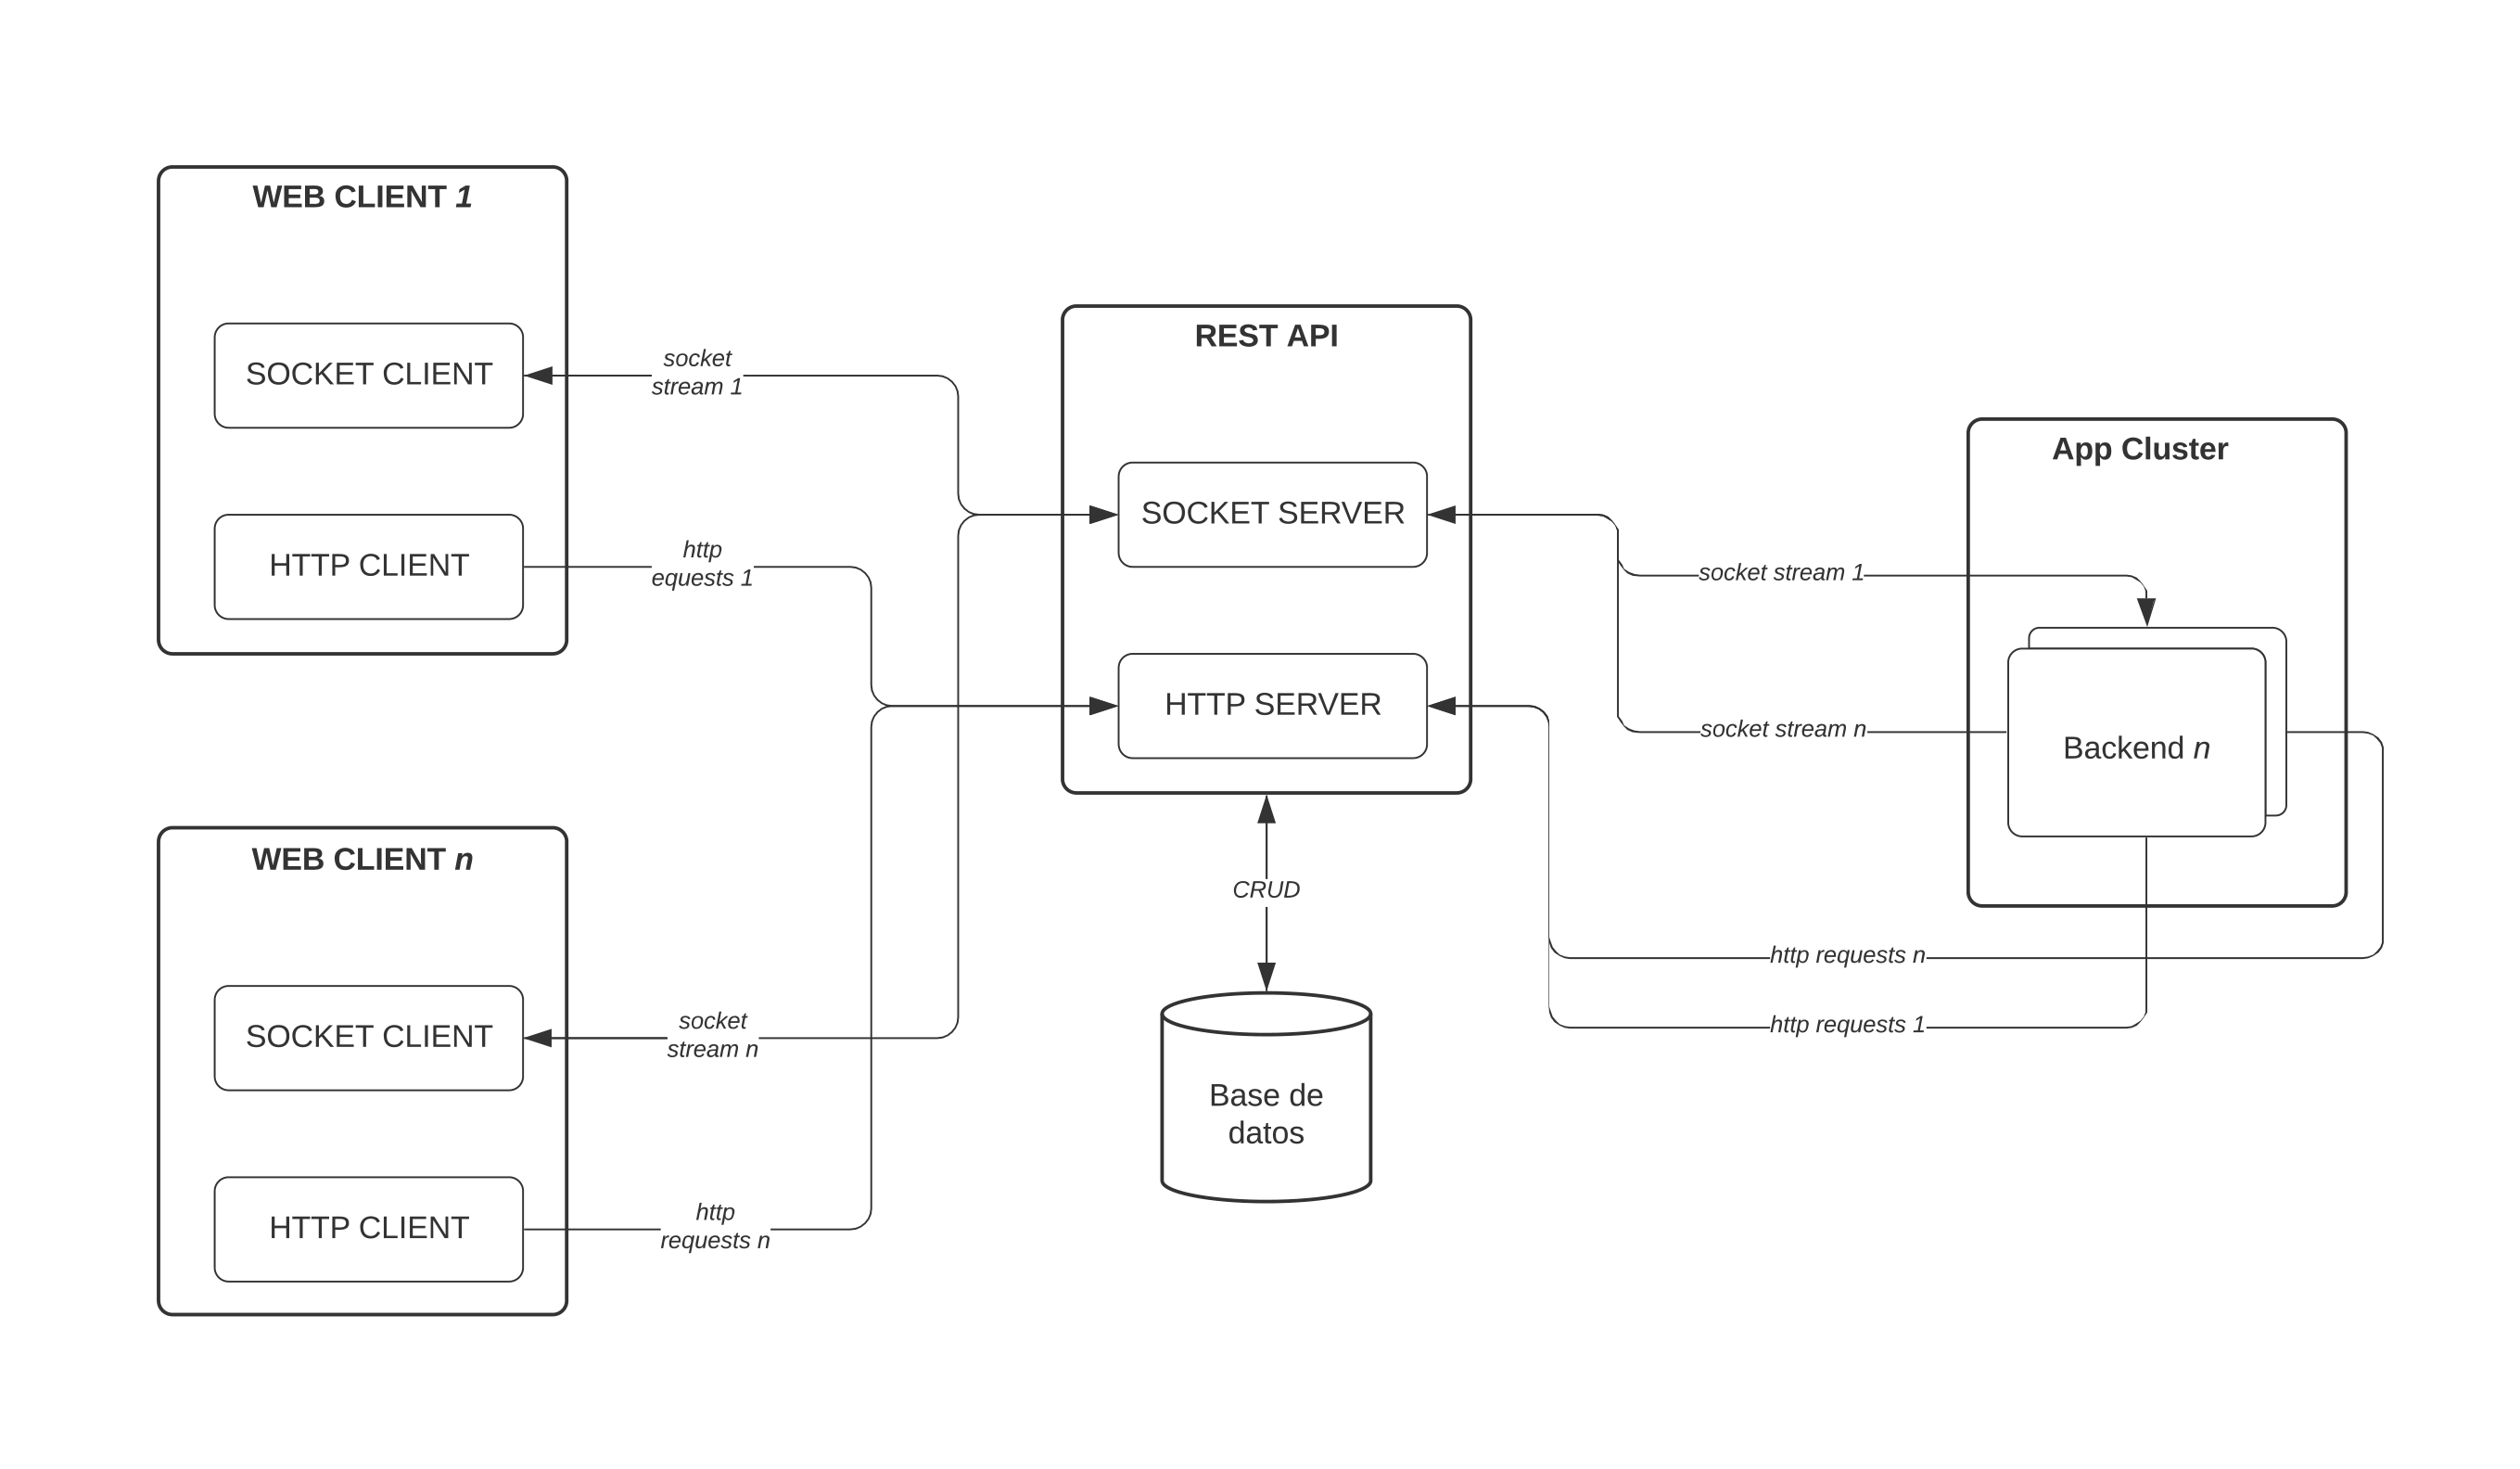 WEB CLIENT 1
SOCKET CLIENT
socket
stream 1
HTTP CLIENT
http
equests 1
WEB CLIENT n
SOCKET CLIENT
socket
stream n
HTTP CLIENT
http
requests n
REST API
SOCKET SERVER
HTTP SERVER
CRUD
Base de
datos
App Cluster
socket stream 1
socket stream n
Backend n
http requests n
http requests 1